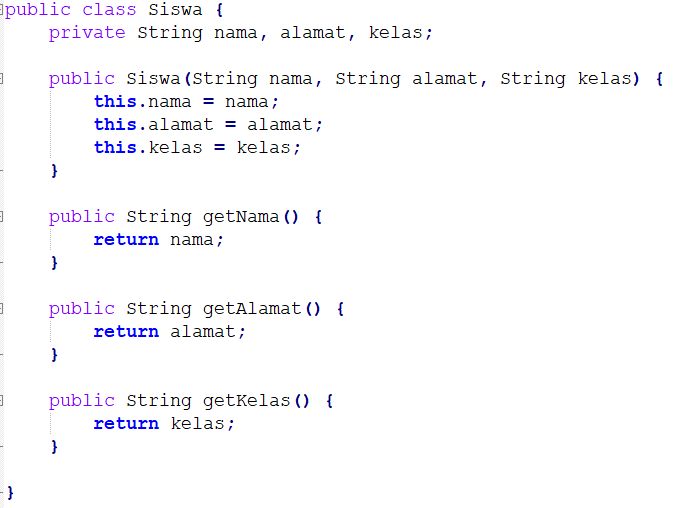 public class Siswa {
private String nama, alamat, kelas;
public Siswa(String nama, String alamat, String kelas) {
this.nama = nama;
this.alamat = alamat;
this.kelas = kelas;
}
public String getNama() {
return nama;
}
public String getAlamat() {
return alamat;
}
public String getKelas() {
return kelas;
}
}